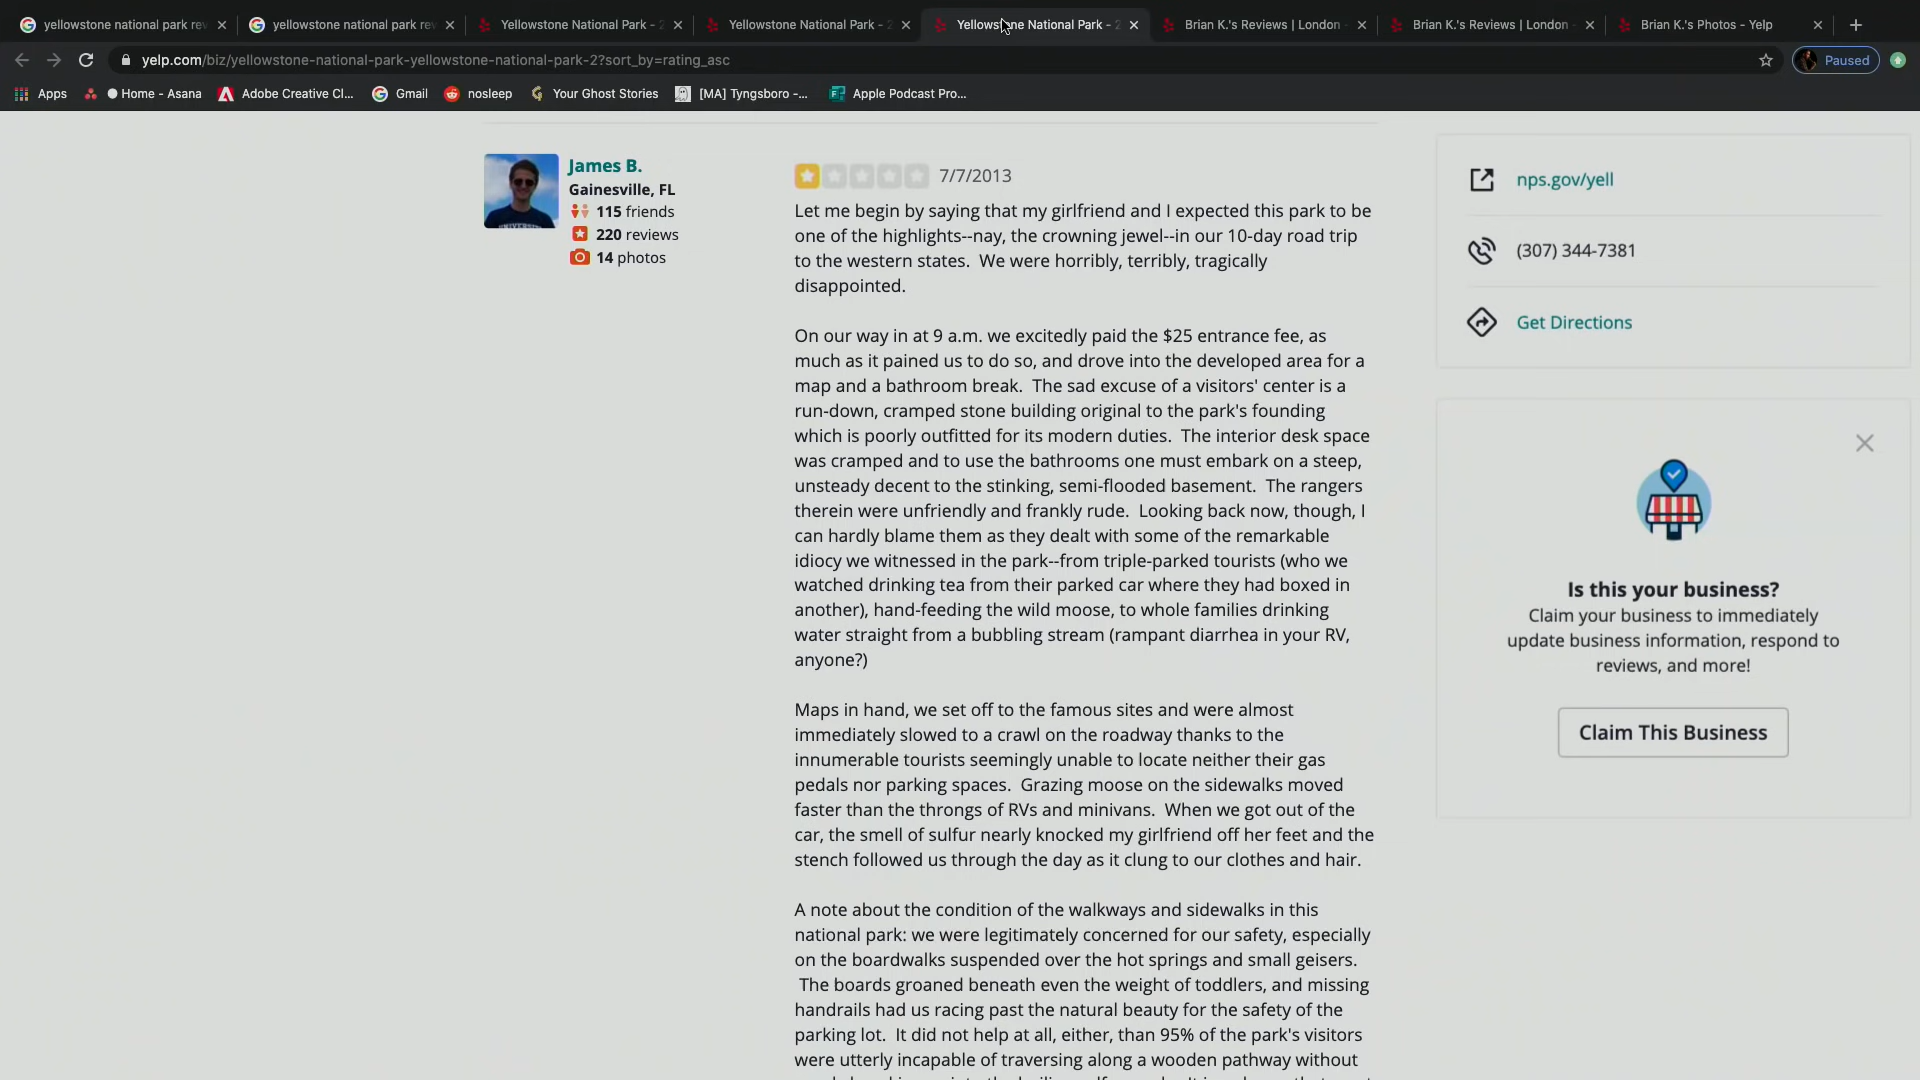 yellowstone national park rev
yellowstone national park rev
Yellowstone National Park - 2
Yellowstone National Park - 2
Yellowstone National Park - 2
Brian K.'s Reviews | London
Brian K.'s Reviews | London
Brian K.'s Photos - Yelp
yelp.com/biz/yellowstone-national-park-yellowstone-national-park-2?sort_by=rating_asc
Paused
Apps
Home - Asana
Adobe Creative Cl...
Gmail
nosleep
Your Ghost Stories
[MA] Tyngsboro -...
Apple Podcast Pro...
James B.
Gainesville, FL
115 friends
220 reviews
14 photos
7/7/2013
Let me begin by saying that my girlfriend and I expected this park to be
one of the highlights--nay, the crowning jewel--in our 10-day road trip
to the western states. We were horribly, terribly, tragically
disappointed.
On our way in at 9 a.m. we excitedly paid the $25 entrance fee, as
much as it pained us to do so, and drove into the developed area for a
map and a bathroom break. The sad excuse of a visitors' center is a
run-down, cramped stone building original to the park's founding
which is poorly outfitted for its modern duties. The interior desk space
was cramped and to use the bathrooms one must embark on a steep,
unsteady decent to the stinking, semi-flooded basement. The rangers
therein were unfriendly and frankly rude. Looking back now, though, I
can hardly blame them as they dealt with some of the remarkable
idiocy we witnessed in the park--from triple-parked tourists (who we
watched drinking tea from their parked car where they had boxed in
another), hand-feeding the wild moose, to whole families drinking
water straight from a bubbling stream (rampant diarrhea in your RV,
anyone?)
Maps in hand, we set off to the famous sites and were almost
immediately slowed to a crawl on the roadway thanks to the
innumerable tourists seemingly unable to locate neither their gas
pedals nor parking spaces. Grazing moose on the sidewalks moved
faster than the throngs of RVs and minivans. When we got out of the
car, the smell of sulfur nearly knocked my girlfriend off her feet and the
stench followed us through the day as it clung to our clothes and hair.
A note about the condition of the walkways and sidewalks in this
national park: we were legitimately concerned for our safety, especially
on the boardwalks suspended over the hot springs and small geisers.
The boards groaned beneath even the weight of toddlers, and missing
handrails had us racing past the natural beauty for the safety of the
parking lot. It did not help at all, either, than 95% of the park's visitors
were utterly incapable of traversing along a wooden pathway without
nps.gov/yell
(307) 344-7381
Get Directions
Is this your business?
Claim your business to immediately
update business information, respond to
reviews, and more!
Claim This Business